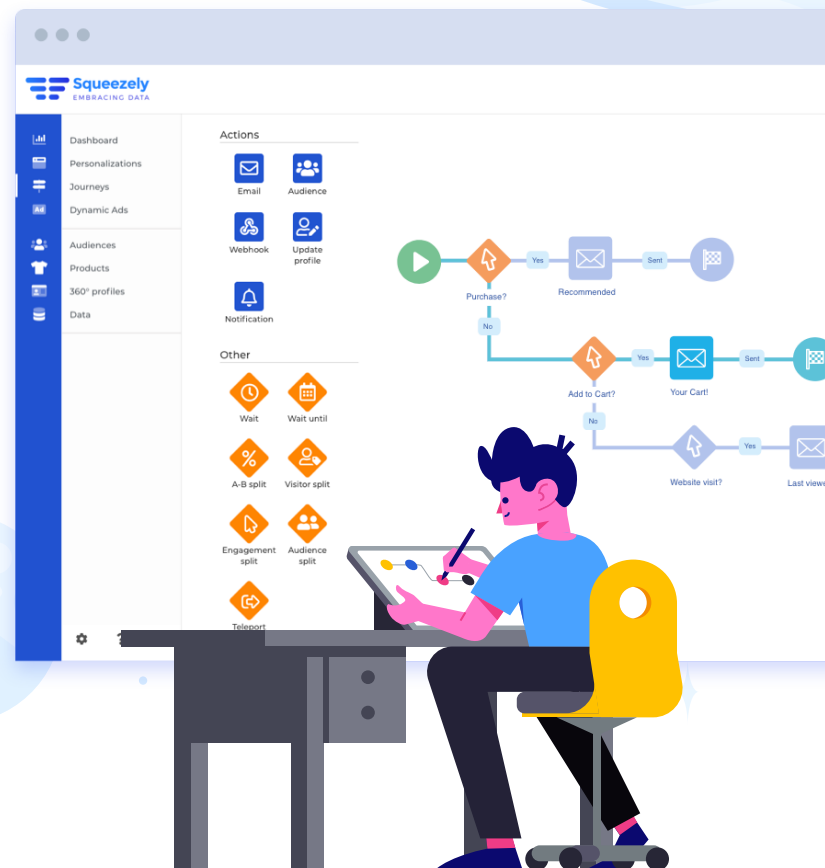 Squeezely
EMBRACING DATA
Dashboard
Personalizations
Journeys
Dynamic Ads
Audiences
Products
360° profiles
Data
Actions
Email
Audience
Webhook
Update
profile
Notification
Other
Wait
Wait until
A-B split
Visitor split
Engagement
split
Audience
split
Teleport
Purchase?
Yes
Recommended
Sent
No
Add to Cart?
Yes
Your Cart!
Sent
No
Website visit?
Yes
Ad